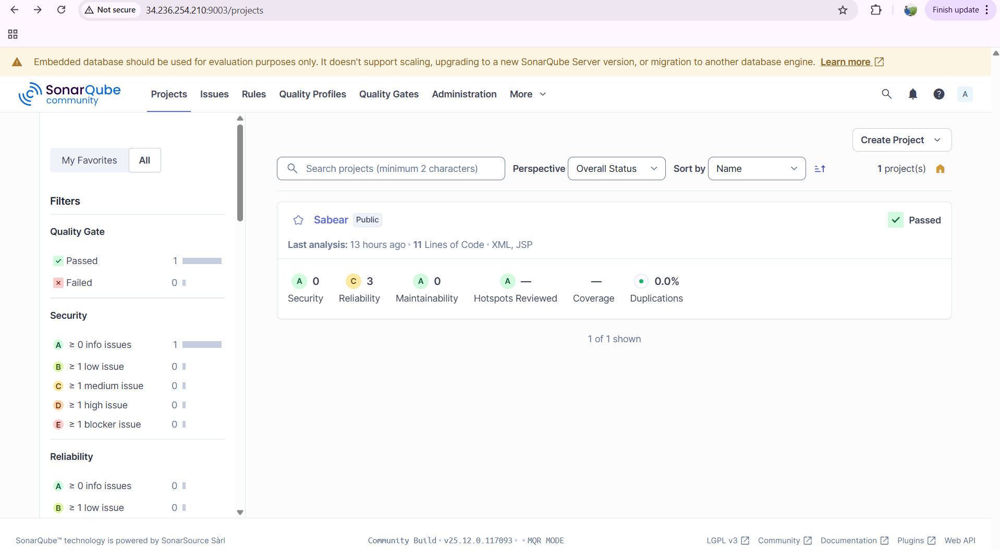 Not secure
34.236.254.210:9003/projects
Finish update
Embedded database should be used for evaluation purposes only. It doesn't support scaling, upgrading to a new SonarQube Server version, or migration to another database engine. Learn more
SonarQube
community
Projects
Issues
Rules
Quality Profiles
Quality Gates
Administration
More
A
My Favorites
All
Filters
Quality Gate
Passed 1
Failed 0
Security
A ≥ 0 info issues 1
B ≥ 1 low issue 0
C ≥ 1 medium issue 0
D ≥ 1 high issue 0
E ≥ 1 blocker issue 0
Reliability
A ≥ 0 info issues 0
B ≥ 1 low issue 0
Create Project
Search projects (minimum 2 characters)
Perspective
Overall Status
Sort by
Name
1 project(s)
Sabear
Public
Passed
Last analysis: 13 hours ago • 11 Lines of Code • XML, JSP
A 0
Security
C 3
Reliability
A 0
Maintainability
A —
Hotspots Reviewed
—
Coverage
0.0%
Duplications
1 of 1 shown
SonarQube™ technology is powered by SonarSource Sàrl
Community Build • v25.12.0.117093 • • MQR MODE
LGPL v3
Community
Documentation
Plugins
Web API